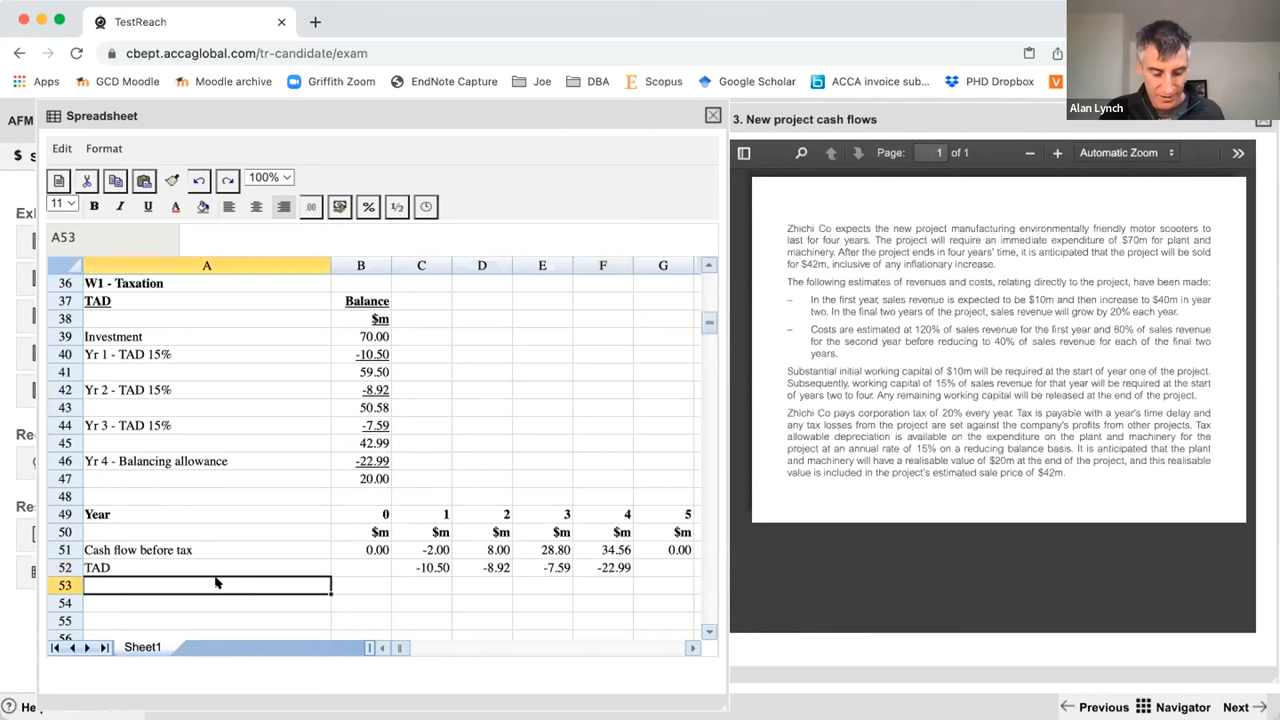 TestReach
cbept.accaglobal.com/tr-candidate/exam
Apps
GCD Moodle
Moodle archive
Griffith Zoom
EndNote Capture
Joe
DBA
Scopus
Google Scholar
ACCA invoice sub...
PHD Dropbox
Alan Lynch
AFM
Spreadsheet
3. New project cash flows
Edit Format
Page: 1 of 1
Automatic Zoom
100%
11
A53
A B C D E F G
36 W1 - Taxation
37 TAD Balance
38 $m
39 Investment 70.00
40 Yr 1 - TAD 15% -10.50
41 59.50
42 Yr 2 - TAD 15% -8.92
43 50.58
44 Yr 3 - TAD 15% -7.59
45 42.99
46 Yr 4 - Balancing allowance -22.99
47 20.00
48
49 Year 0 1 2 3 4 5
50 $m $m $m $m $m $m
51 Cash flow before tax 0.00 -2.00 8.00 28.80 34.56 0.00
52 TAD -10.50 -8.92 -7.59 -22.99
53
54
55
56
Sheet1
Zhichi Co expects the new project manufacturing environmentally friendly motor scooters to
last for four years. The project will require an immediate expenditure of $70m for plant and
machinery. After the project ends in four years' time, it is anticipated that the project will be sold
for $42m, inclusive of any inflationary increase.
The following estimates of revenues and costs, relating directly to the project, have been made:
– In the first year, sales revenue is expected to be $10m and then increase to $40m in year
two. In the final two years of the project, sales revenue will grow by 20% each year.
– Costs are estimated at 120% of sales revenue for the first year and 80% of sales revenue
for the second year before reducing to 40% of sales revenue for each of the final two
years.
Substantial initial working capital of $10m will be required at the start of year one of the project.
Subsequently, working capital of 15% of sales revenue for that year will be required at the start
of years two to four. Any remaining working capital will be released at the end of the project.
Zhichi Co pays corporation tax of 20% every year. Tax is payable with a year's time delay and
any tax losses from the project are set against the company's profits from other projects. Tax
allowable depreciation is available on the expenditure on the plant and machinery for the
project at an annual rate of 15% on a reducing balance basis. It is anticipated that the plant
and machinery will have a realisable value of $20m at the end of the project, and this realisable
value is included in the project's estimated sale price of $42m.
Previous
Navigator
Next